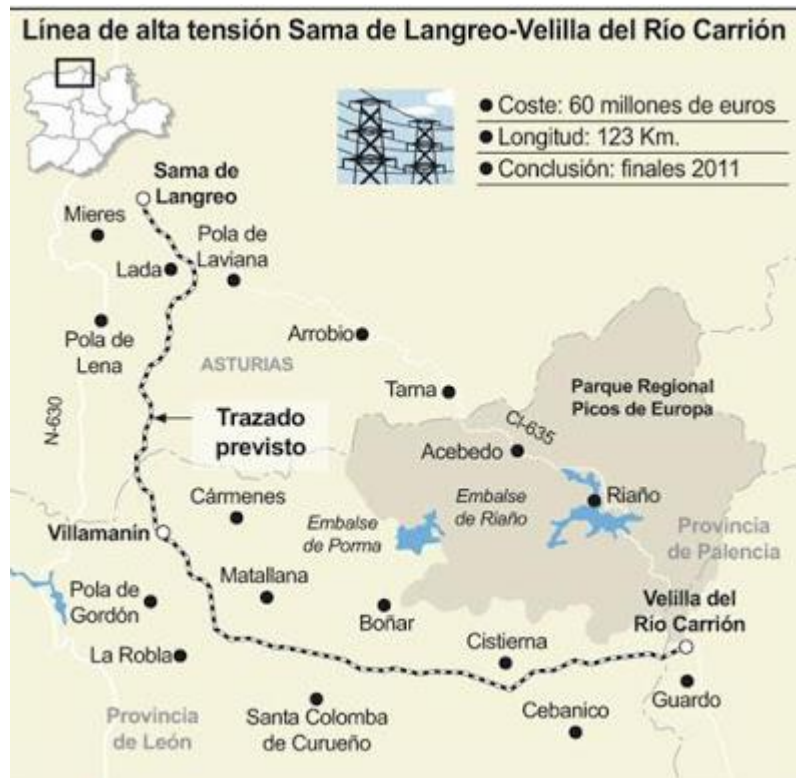 Línea de alta tensión Sama de Langreo-Velilla del Río Carrión
● Coste: 60 millones de euros
● Longitud: 123 Km.
● Conclusión: finales 2011
Sama de
Langreo
Mieres
Pola de
Laviana
Lada
Pola de
Lena
Arrobio
ASTURIAS
Tarna
Parque Regional
Picos de Europa
N-630
Trazado
previsto
CI-635
Acebedo
Cármenes
Embalse
de Riaño
Riaño
Embalse
de Porma
Villamanín
Provincia
de Palencia
Matallana
Pola de
Gordón
Boñar
Velilla del
Río Carrión
Cistierna
La Robla
Guardo
Santa Colomba
de Curueño
Cebanico
Provincia
de León